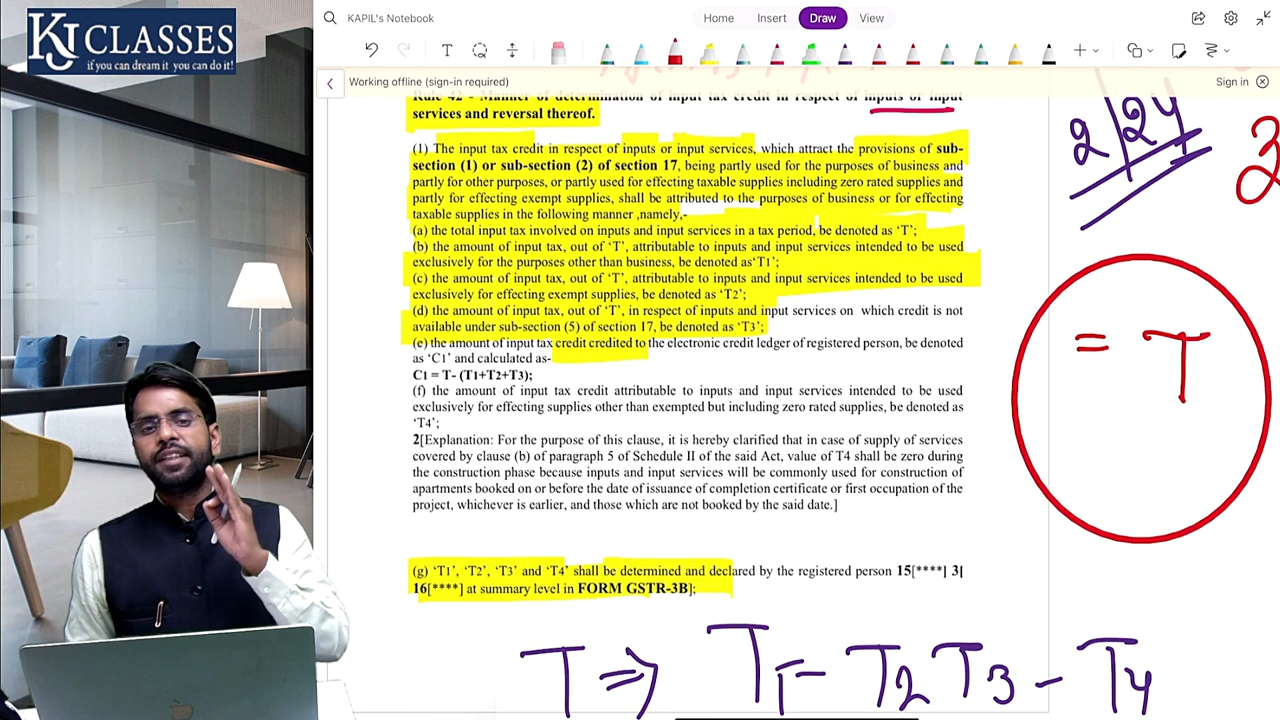 KJ CLASSES
if you can dream it you can do it!
KAPIL's Notebook
Home Insert Draw View
Working offline (sign-in required)
Sign in
Rule 42 - Manner of determination of input tax credit in respect of inputs or input
services and reversal thereof.
(1) The input tax credit in respect of inputs or input services, which attract the provisions of sub-
section (1) or sub-section (2) of section 17, being partly used for the purposes of business and
partly for other purposes, or partly used for effecting taxable supplies including zero rated supplies and
partly for effecting exempt supplies, shall be attributed to the purposes of business or for effecting
taxable supplies in the following manner ,namely,-
(a) the total input tax involved on inputs and input services in a tax period, be denoted as ‘T’;
(b) the amount of input tax, out of ‘T’, attributable to inputs and input services intended to be used
exclusively for the purposes other than business, be denoted as‘T1’;
(c) the amount of input tax, out of ‘T’, attributable to inputs and input services intended to be used
exclusively for effecting exempt supplies, be denoted as ‘T2’;
(d) the amount of input tax, out of ‘T’, in respect of inputs and input services on which credit is not
available under sub-section (5) of section 17, be denoted as ‘T3’;
(e) the amount of input tax credit credited to the electronic credit ledger of registered person, be denoted
as ‘C1’ and calculated as-
C1 = T- (T1+T2+T3);
(f) the amount of input tax credit attributable to inputs and input services intended to be used
exclusively for effecting supplies other than exempted but including zero rated supplies, be denoted as
‘T4’;
2[Explanation: For the purpose of this clause, it is hereby clarified that in case of supply of services
covered by clause (b) of paragraph 5 of Schedule II of the said Act, value of T4 shall be zero during
the construction phase because inputs and input services will be commonly used for construction of
apartments booked on or before the date of issuance of completion certificate or first occupation of the
project, whichever is earlier, and those which are not booked by the said date.]
(g) ‘T1’, ‘T2’, ‘T3’ and ‘T4’ shall be determined and declared by the registered person 15[****] 3[
16[****] at summary level in FORM GSTR-3B];
2/24
3
= T
T ⇒ T1 - T2 T3 - T4